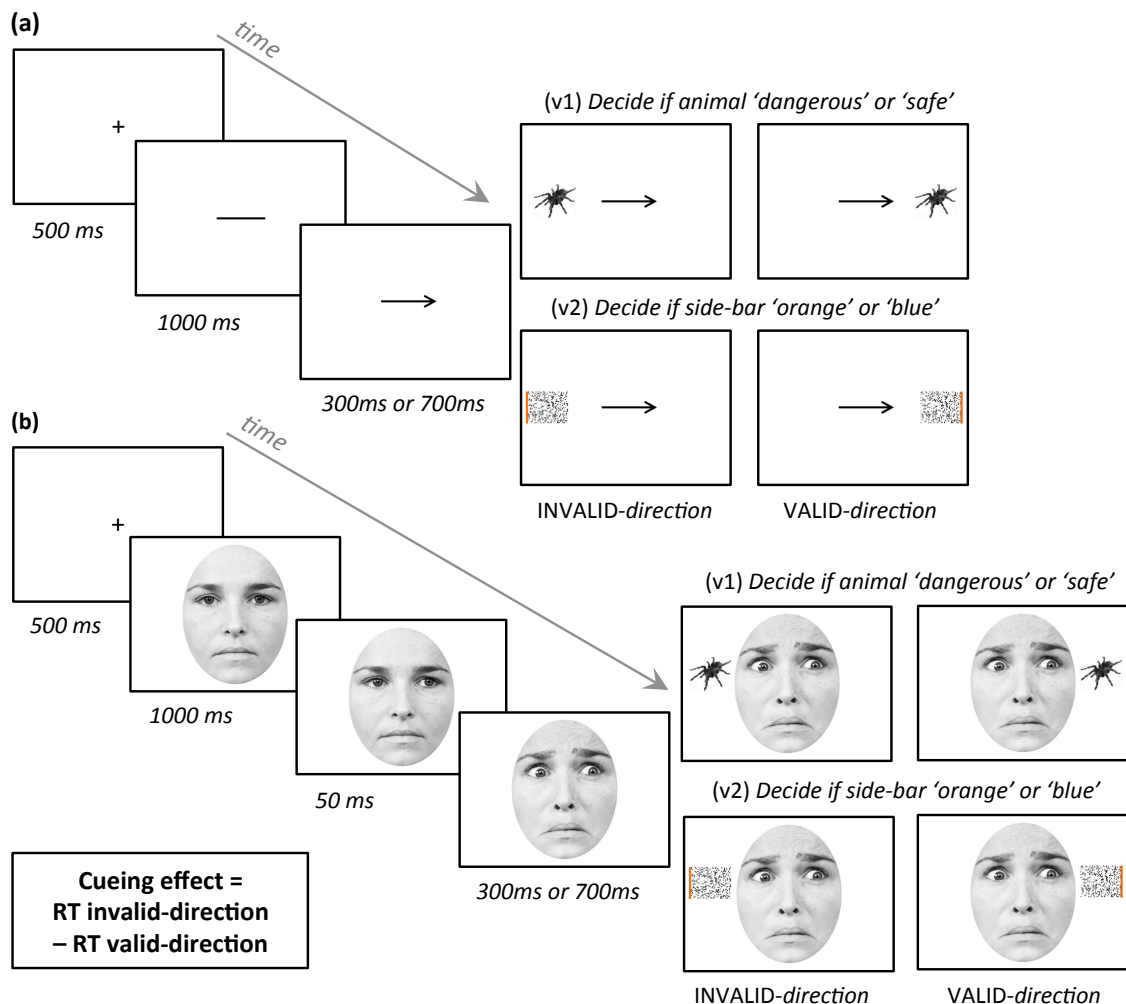 (a)
time
+
500 ms
1000 ms
300ms or 700ms
(v1) Decide if animal ‘dangerous’ or ‘safe’
(v2) Decide if side-bar ‘orange’ or ‘blue’
INVALID-direction
VALID-direction
(b)
time
+
500 ms
1000 ms
50 ms
300ms or 700ms
(v1) Decide if animal ‘dangerous’ or ‘safe’
(v2) Decide if side-bar ‘orange’ or ‘blue’
INVALID-direction
VALID-direction
Cueing effect =
RT invalid-direction
– RT valid-direction